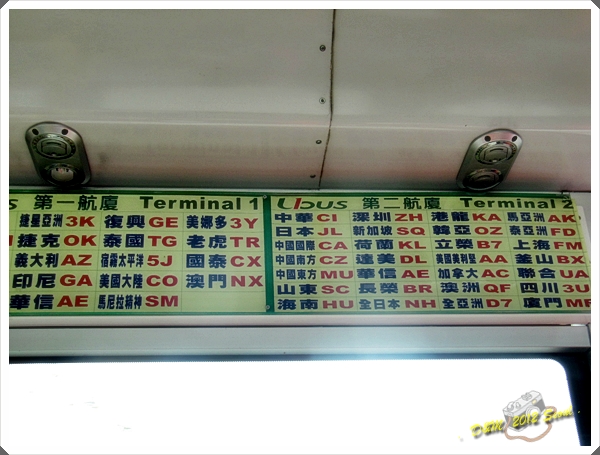 s 第一航廈 Terminal 1
捷星亞洲 3K 復興 GE 美娜多 3Y
捷克 OK 泰國 TG 老虎 TR
義大利 AZ 宿霧太平洋 5J 國泰 CX
印尼 GA 美國大陸 CO 澳門 NX
華信 AE 馬尼拉精神 SM
Ubus 第二航廈 Terminal 2
中華 CI 深圳 ZH 港龍 KA 馬亞洲 AK
日本 JL 新加坡 SQ 韓亞 OZ 泰亞洲 FD
中國國際 CA 荷蘭 KL 立榮 B7 上海 FM
中國南方 CZ 達美 DL 美國美利堅 AA 釜山 BX
中國東方 MU 華信 AE 加拿大 AC 聯合 UA
山東 SC 長榮 BR 澳洲 QF 四川 3U
海南 HU 全日本 NH 全亞洲 D7 廈門 MF
D&M 2012